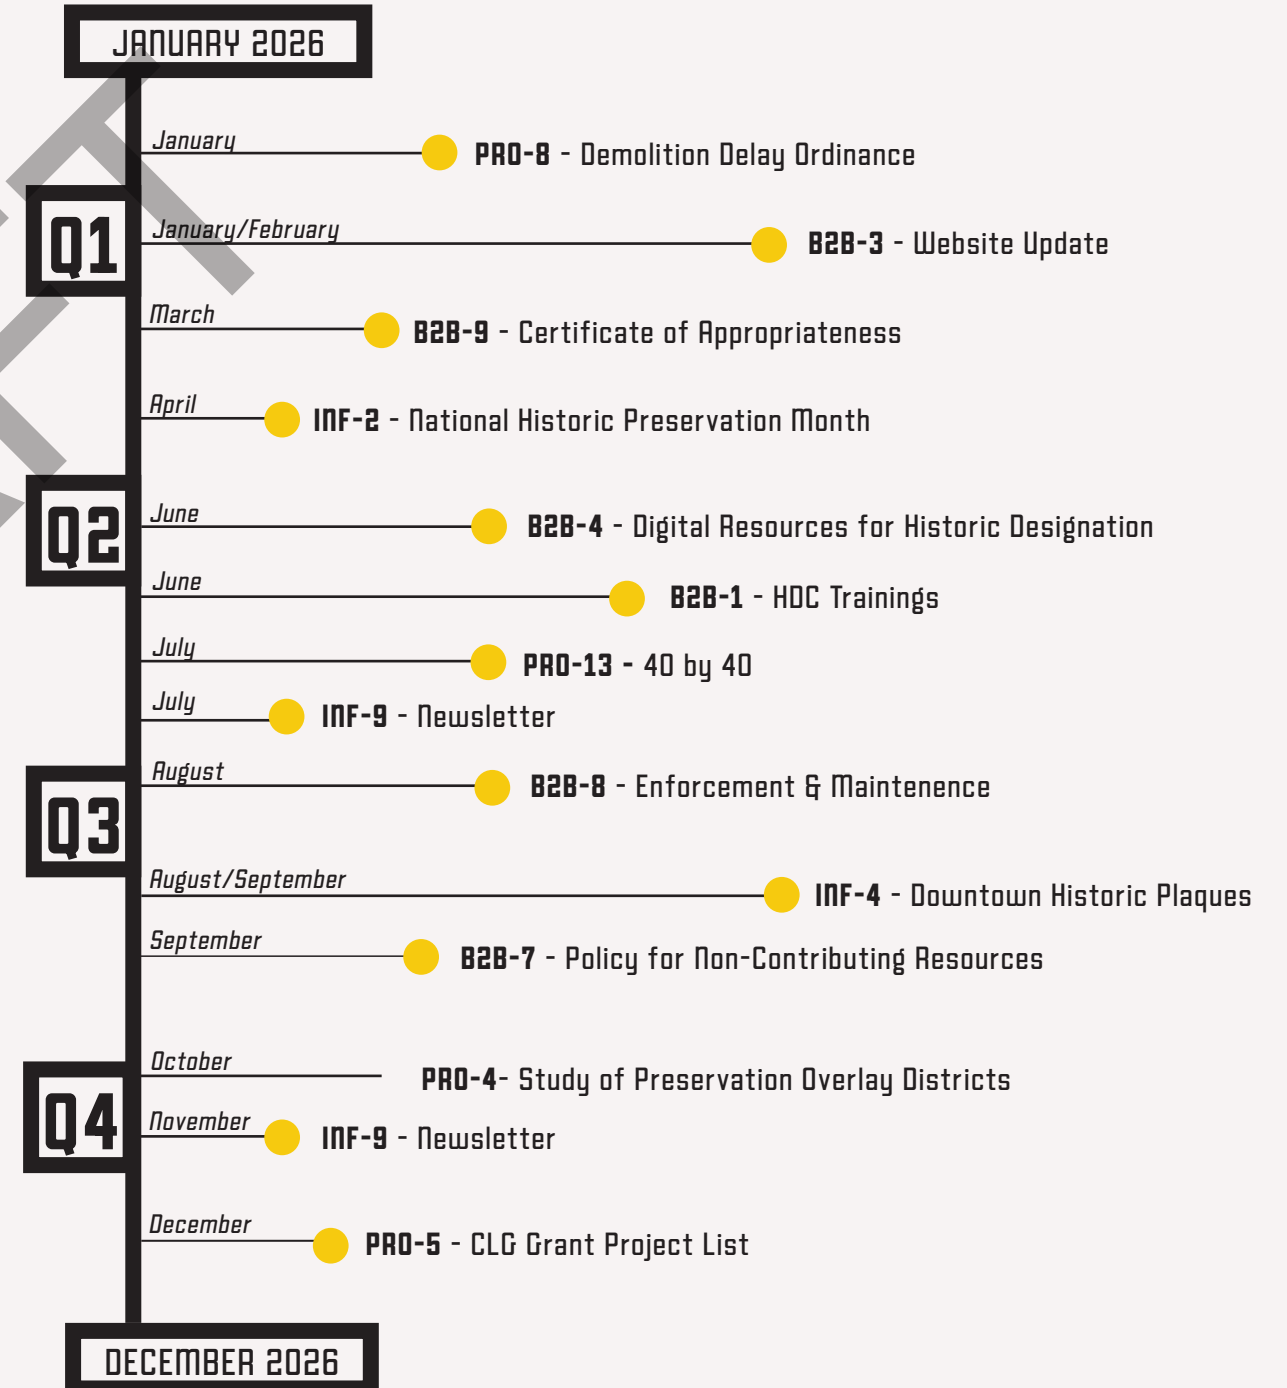 JANUARY 2026
January
PRO-8 - Demolition Delay Ordinance
Q1
January/February
B2B-3 - Website Update
March
B2B-9 - Certificate of Appropriateness
April
INF-2 - National Historic Preservation Month
Q2
June
B2B-4 - Digital Resources for Historic Designation
June
B2B-1 - HDC Trainings
July
PRO-13 - 40 by 40
July
INF-9 - Newsletter
Q3
August
B2B-8 - Enforcement & Maintenence
August/September
INF-4 - Downtown Historic Plaques
September
B2B-7 - Policy for Non-Contributing Resources
Q4
October
PRO-4- Study of Preservation Overlay Districts
November
INF-9 - Newsletter
December
PRO-5 - CLG Grant Project List
DECEMBER 2026